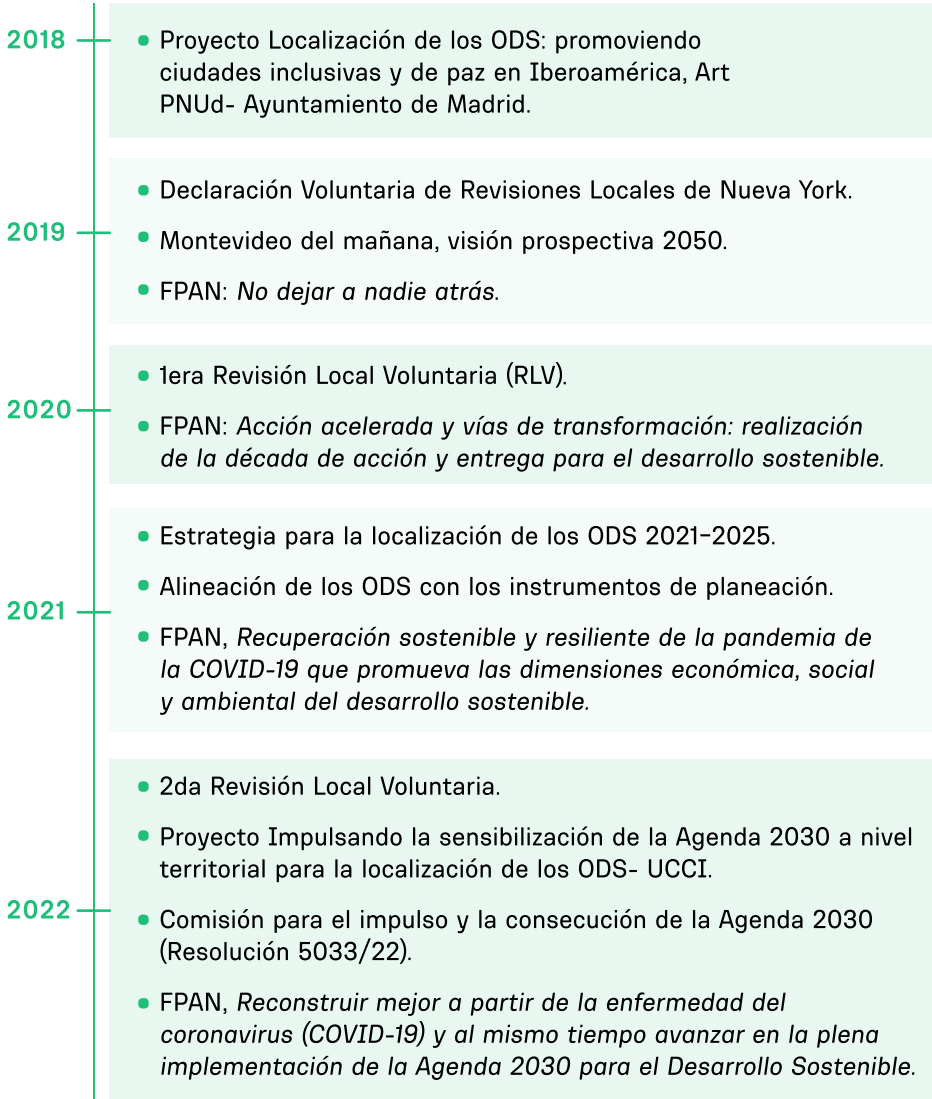 2018
• Proyecto Localización de los ODS: promoviendo
ciudades inclusivas y de paz en Iberoamérica, Art
PNUd- Ayuntamiento de Madrid.
2019
• Declaración Voluntaria de Revisiones Locales de Nueva York.
• Montevideo del mañana, visión prospectiva 2050.
• FPAN: No dejar a nadie atrás.
2020
• 1era Revisión Local Voluntaria (RLV).
• FPAN: Acción acelerada y vías de transformación: realización
de la década de acción y entrega para el desarrollo sostenible.
2021
• Estrategia para la localización de los ODS 2021–2025.
• Alineación de los ODS con los instrumentos de planeación.
• FPAN, Recuperación sostenible y resiliente de la pandemia de
la COVID-19 que promueva las dimensiones económica, social
y ambiental del desarrollo sostenible.
2022
• 2da Revisión Local Voluntaria.
• Proyecto Impulsando la sensibilización de la Agenda 2030 a nivel
territorial para la localización de los ODS- UCCI.
• Comisión para el impulso y la consecución de la Agenda 2030
(Resolución 5033/22).
• FPAN, Reconstruir mejor a partir de la enfermedad del
coronavirus (COVID-19) y al mismo tiempo avanzar en la plena
implementación de la Agenda 2030 para el Desarrollo Sostenible.